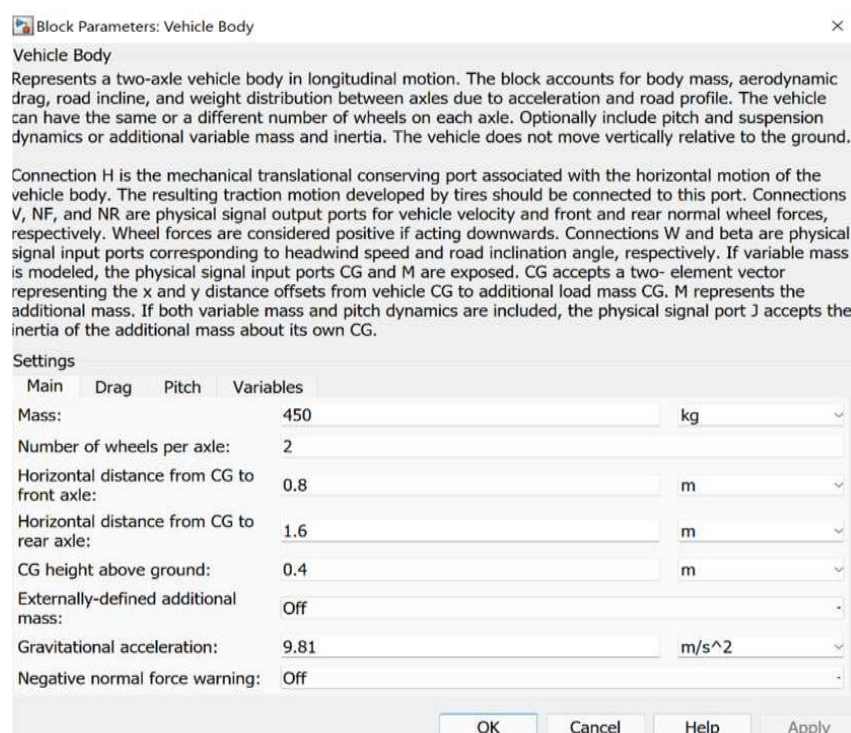 Block Parameters: Vehicle Body
Vehicle Body
Represents a two-axle vehicle body in longitudinal motion. The block accounts for body mass, aerodynamic
drag, road incline, and weight distribution between axles due to acceleration and road profile. The vehicle
can have the same or a different number of wheels on each axle. Optionally include pitch and suspension
dynamics or additional variable mass and inertia. The vehicle does not move vertically relative to the ground.
Connection H is the mechanical translational conserving port associated with the horizontal motion of the
vehicle body. The resulting traction motion developed by tires should be connected to this port. Connections
V, NF, and NR are physical signal output ports for vehicle velocity and front and rear normal wheel forces,
respectively. Wheel forces are considered positive if acting downwards. Connections W and beta are physical
signal input ports corresponding to headwind speed and road inclination angle, respectively. If variable mass
is modeled, the physical signal input ports CG and M are exposed. CG accepts a two- element vector
representing the x and y distance offsets from vehicle CG to additional load mass CG. M represents the
additional mass. If both variable mass and pitch dynamics are included, the physical signal port J accepts the
inertia of the additional mass about its own CG.
Settings
Main Drag Pitch Variables
Mass: 450 kg
Number of wheels per axle: 2
Horizontal distance from CG to
front axle: 0.8 m
Horizontal distance from CG to
rear axle: 1.6 m
CG height above ground: 0.4 m
Externally-defined additional
mass: Off
Gravitational acceleration: 9.81 m/s^2
Negative normal force warning: Off
OK Cancel Help Apply